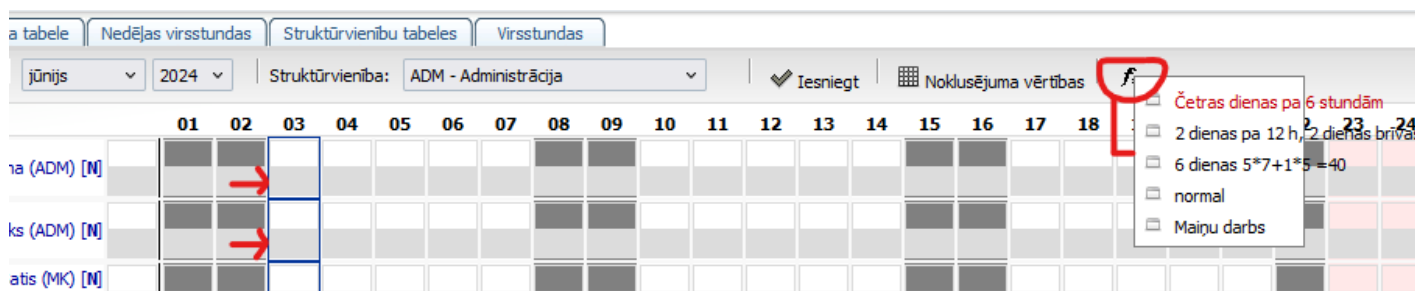 a tabele Nedēļas virsstundas Struktūrvienību tabeles Virsstundas
jūnijs 2024 Struktūrvienība: ADM - Administrācija Iesniegt Noklusējuma vērtības
Četras dienas pa 6 stundām
2 dienas pa 12 h, 2 dienas brīvas
6 dienas 5*7+1*5 =40
normal
Maiņu darbs
01 02 03 04 05 06 07 08 09 10 11 12 13 14 15 16 17 18 23 24
na (ADM) [N]
ks (ADM) [N]
atis (MK) [N]